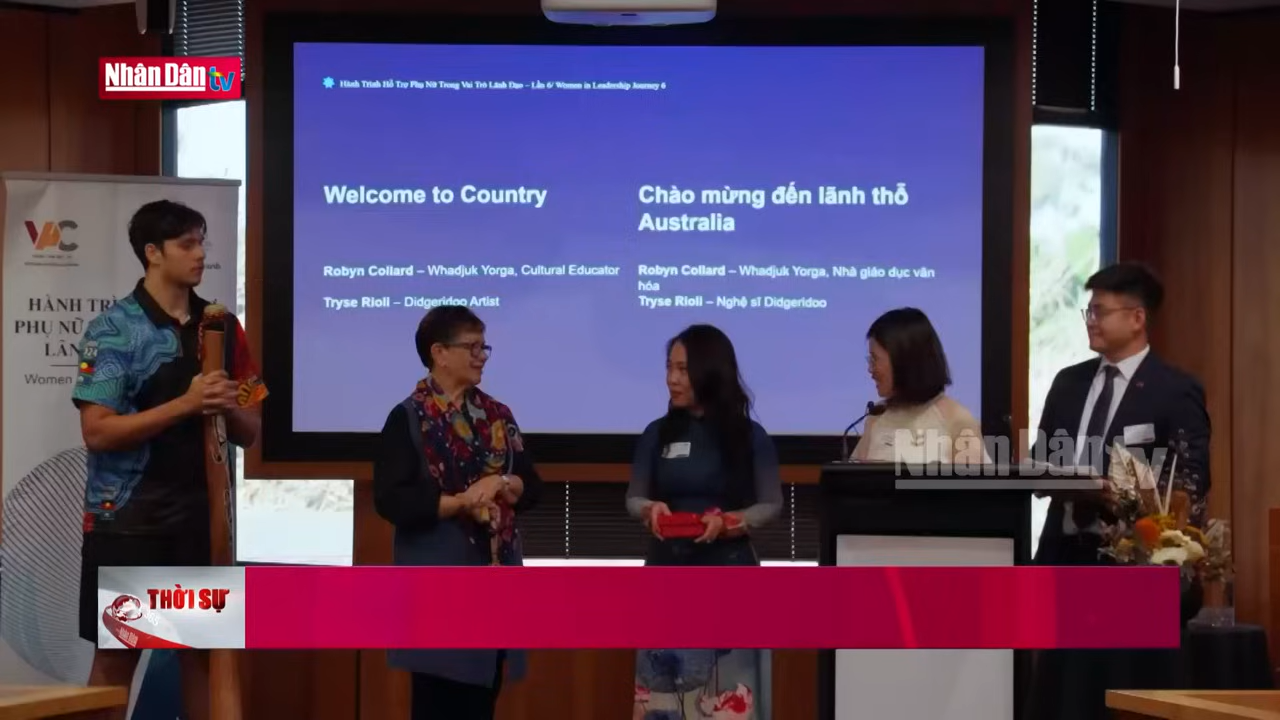 Nhân Dân tv
Hành Trình Hỗ Trợ Phụ Nữ Trong Vai Trò Lãnh Đạo – Lần 6/ Women in Leadership Journey 6
Welcome to Country
Chào mừng đến lãnh thổ
Australia
Robyn Collard – Whadjuk Yorga, Cultural Educator
Tryse Rioli – Didgeridoo Artist
Robyn Collard – Whadjuk Yorga, Nhà giáo dục văn
hóa
Tryse Rioli – Nghệ sĩ Didgeridoo
VAC
HÀNH TRÌ
PHỤ NỮ
LÃN
Women
Nhân Dân tv
THỜI SỰ